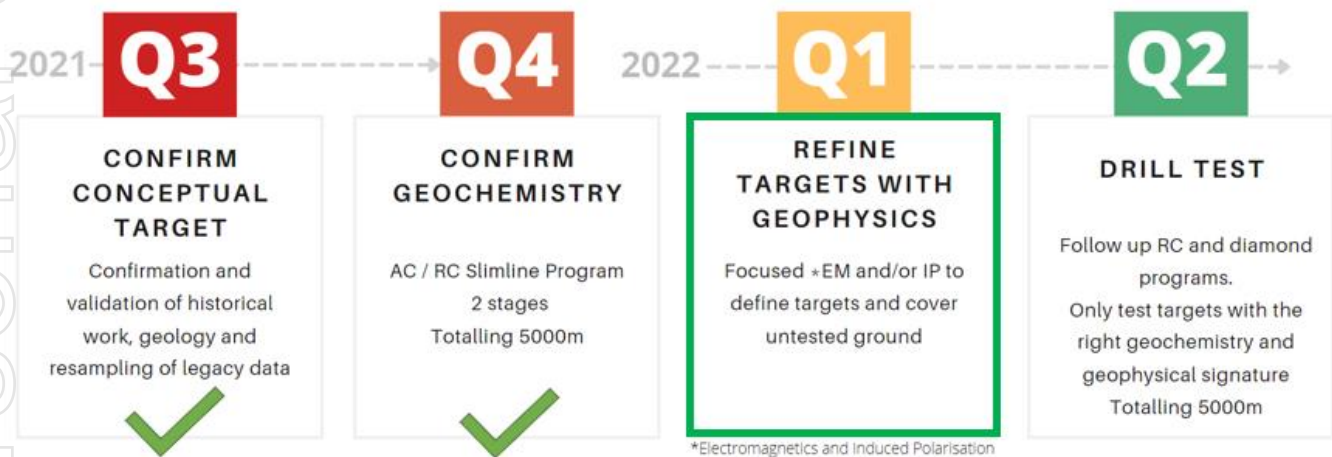 2021
Q3
Q4
2022
Q1
Q2
CONFIRM
CONCEPTUAL
TARGET
Confirmation and
validation of historical
work, geology and
resampling of legacy data
CONFIRM
GEOCHEMISTRY
AC / RC Slimline Program
2 stages
Totalling 5000m
REFINE
TARGETS WITH
GEOPHYSICS
Focused *EM and/or IP to
define targets and cover
untested ground
*Electromagnetics and Induced Polarisation
DRILL TEST
Follow up RC and diamond
programs.
Only test targets with the
right geochemistry and
geophysical signature
Totalling 5000m